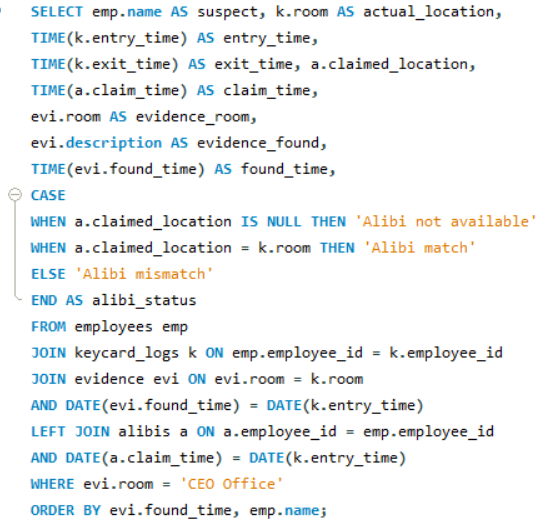 SELECT emp.name AS suspect, k.room AS actual_location,
TIME(k.entry_time) AS entry_time,
TIME(k.exit_time) AS exit_time, a.claimed_location,
TIME(a.claim_time) AS claim_time,
evi.room AS evidence_room,
evi.description AS evidence_found,
TIME(evi.found_time) AS found_time,
CASE
WHEN a.claimed_location IS NULL THEN 'Alibi not available'
WHEN a.claimed_location = k.room THEN 'Alibi match'
ELSE 'Alibi mismatch'
END AS alibi_status
FROM employees emp
JOIN keycard_logs k ON emp.employee_id = k.employee_id
JOIN evidence evi ON evi.room = k.room
AND DATE(evi.found_time) = DATE(k.entry_time)
LEFT JOIN alibis a ON a.employee_id = emp.employee_id
AND DATE(a.claim_time) = DATE(k.entry_time)
WHERE evi.room = 'CEO Office'
ORDER BY evi.found_time, emp.name;